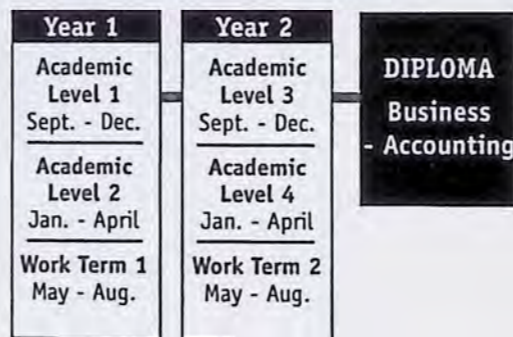 Year 1
Academic
Level 1
Sept. - Dec.
Academic
Level 2
Jan. - April
Work Term 1
May - Aug.
Year 2
Academic
Level 3
Sept. - Dec.
Academic
Level 4
Jan. - April
Work Term 2
May - Aug.
DIPLOMA
Business
- Accounting